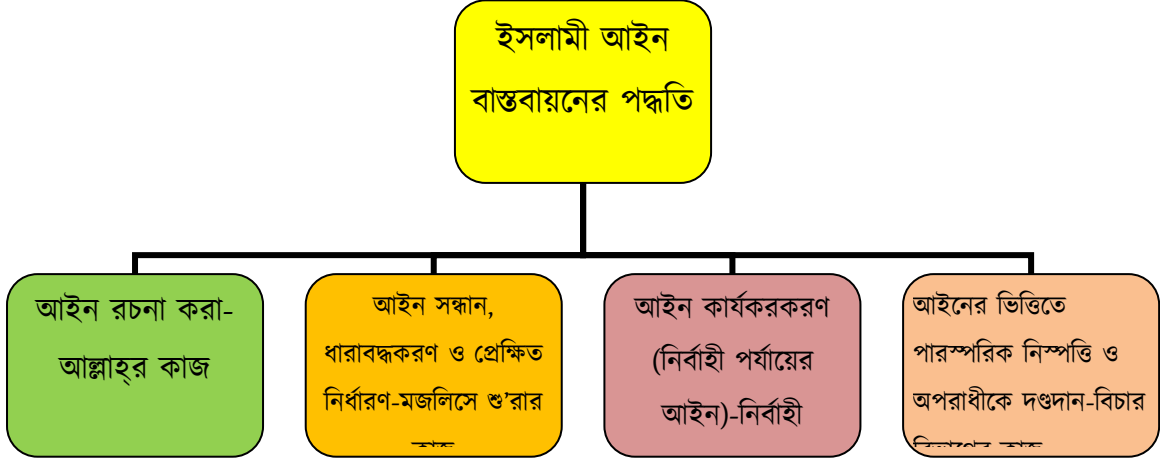 ইসলামী আইন
বাস্তবায়নের পদ্ধতি
আইন রচনা করা-
আল্লাহ্‌র কাজ
আইন সন্ধান,
ধারাবদ্ধকরণ ও প্রেক্ষিত
নির্ধারণ-মজলিসে শু’রার
কাজ
আইন কার্যকরকরণ
(নির্বাহী পর্যায়ের
আইন)-নির্বাহী
আইনের ভিত্তিতে
পারস্পরিক নিস্পত্তি ও
অপরাধীকে দণ্ডদান-বিচার
বিভাগের কাজ